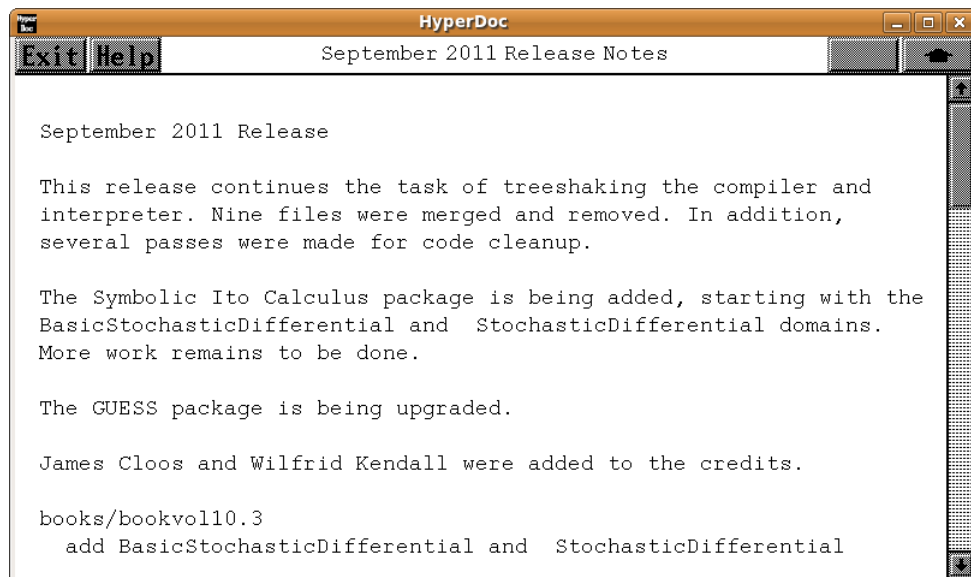 Hyper Doc
HyperDoc
Exit Help
September 2011 Release Notes
September 2011 Release
This release continues the task of treeshaking the compiler and
interpreter. Nine files were merged and removed. In addition,
several passes were made for code cleanup.
The Symbolic Ito Calculus package is being added, starting with the
BasicStochasticDifferential and  StochasticDifferential domains.
More work remains to be done.
The GUESS package is being upgraded.
James Cloos and Wilfrid Kendall were added to the credits.
books/bookvol10.3
add BasicStochasticDifferential and  StochasticDifferential